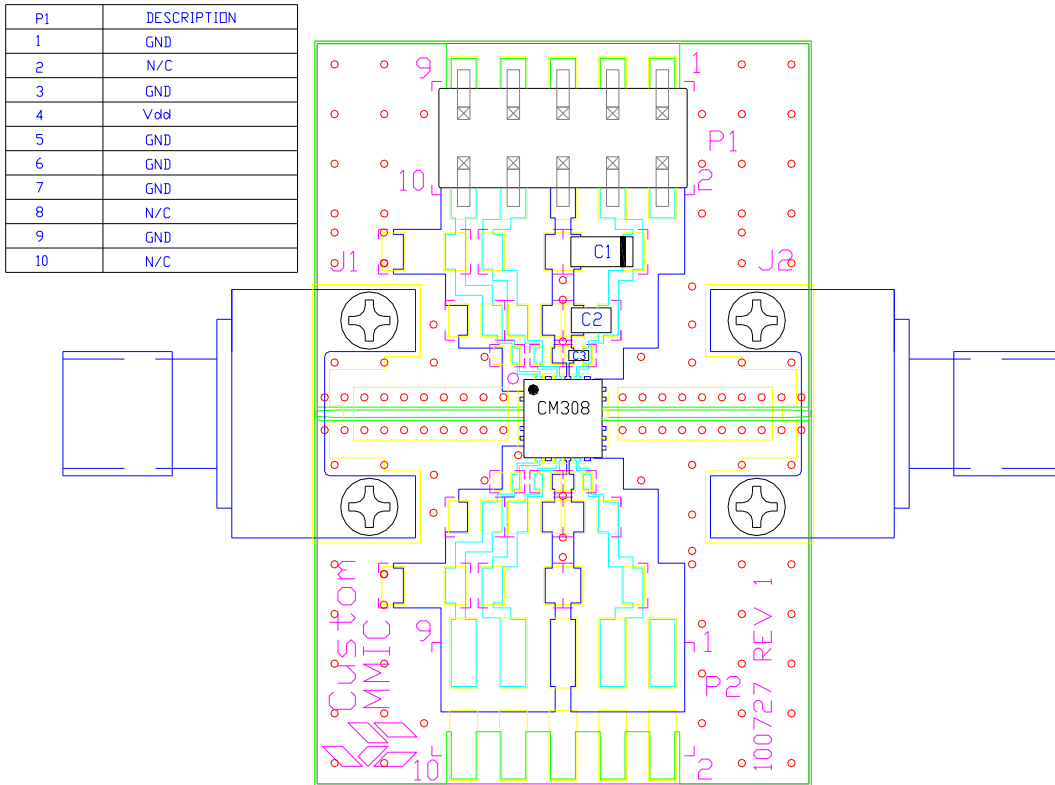 P1 DESCRIPTION
1 GND
2 N/C
3 GND
4 Vdd
5 GND
6 GND
7 GND
8 N/C
9 GND
10 N/C
9 1
P1
10 2
J1 C1 J2
C2
C3
CM308
Custom
MMIC
9 1
P2
10 2
100727 REV 1